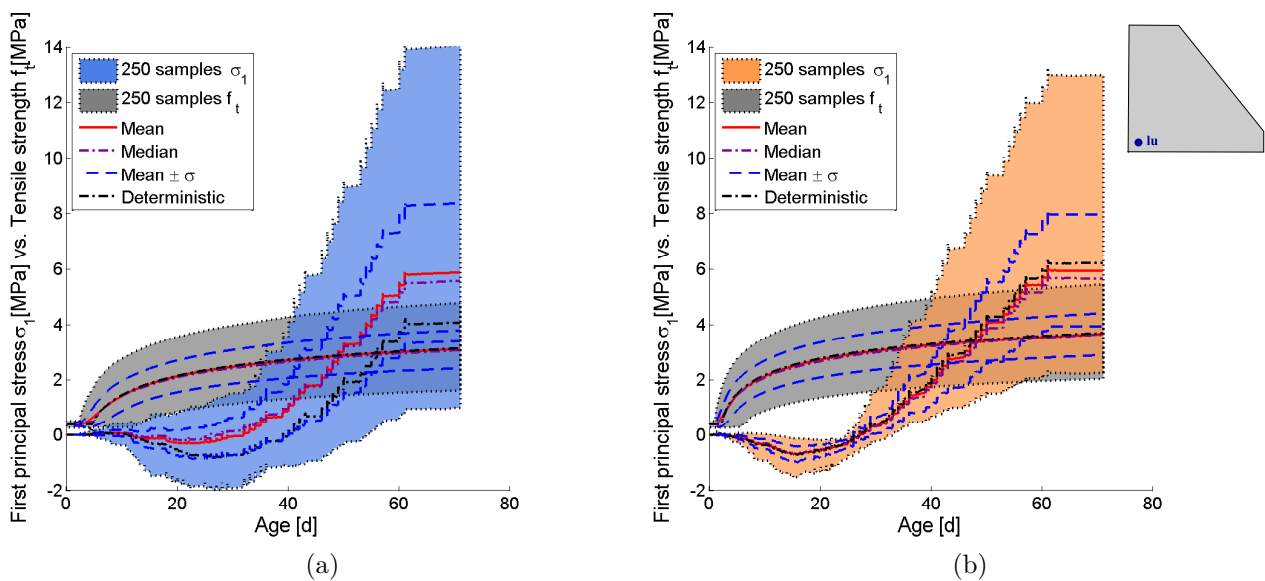 First principal stress σ1[MPa] vs. Tensile strength ft[MPa]
14
12
10
8
6
4
2
0
-2
250 samples σ1
250 samples ft
Mean
Median
Mean ± σ
Deterministic
0 20 40 60 80
Age [d]
(a)
First principal stress σ1[MPa] vs. Tensile strength ft[MPa]
14
12
10
8
6
4
2
0
-2
250 samples σ1
250 samples ft
Mean
Median
Mean ± σ
Deterministic
0 20 40 60 80
Age [d]
(b)
lu